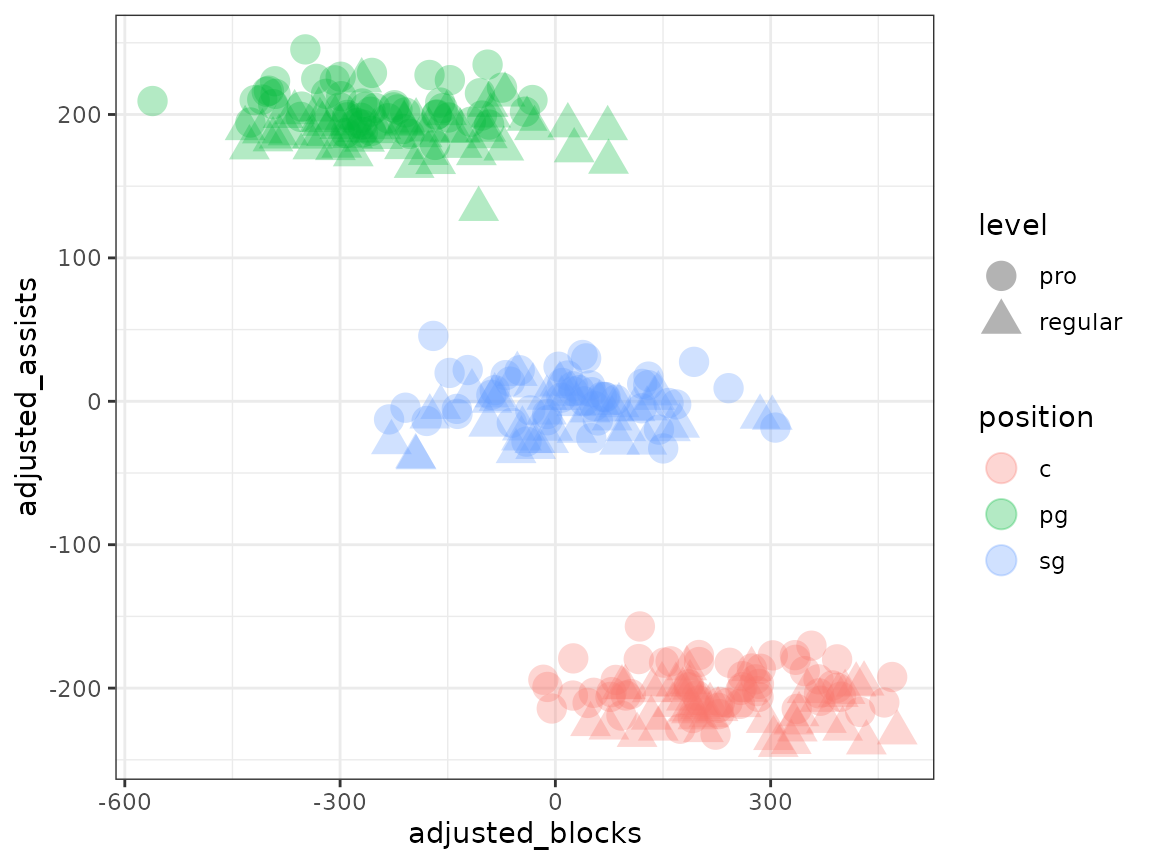 200
100
0
-100
-200
adjusted_assists
-600
-300
0
300
adjusted_blocks
level
pro
regular
position
c
pg
sg